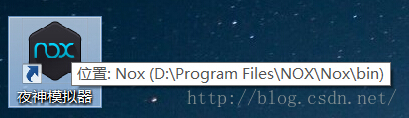 nox
夜神模拟器
位置: Nox (D:\Program Files\NOX\Nox\bin)
http://blog.csdn.net/